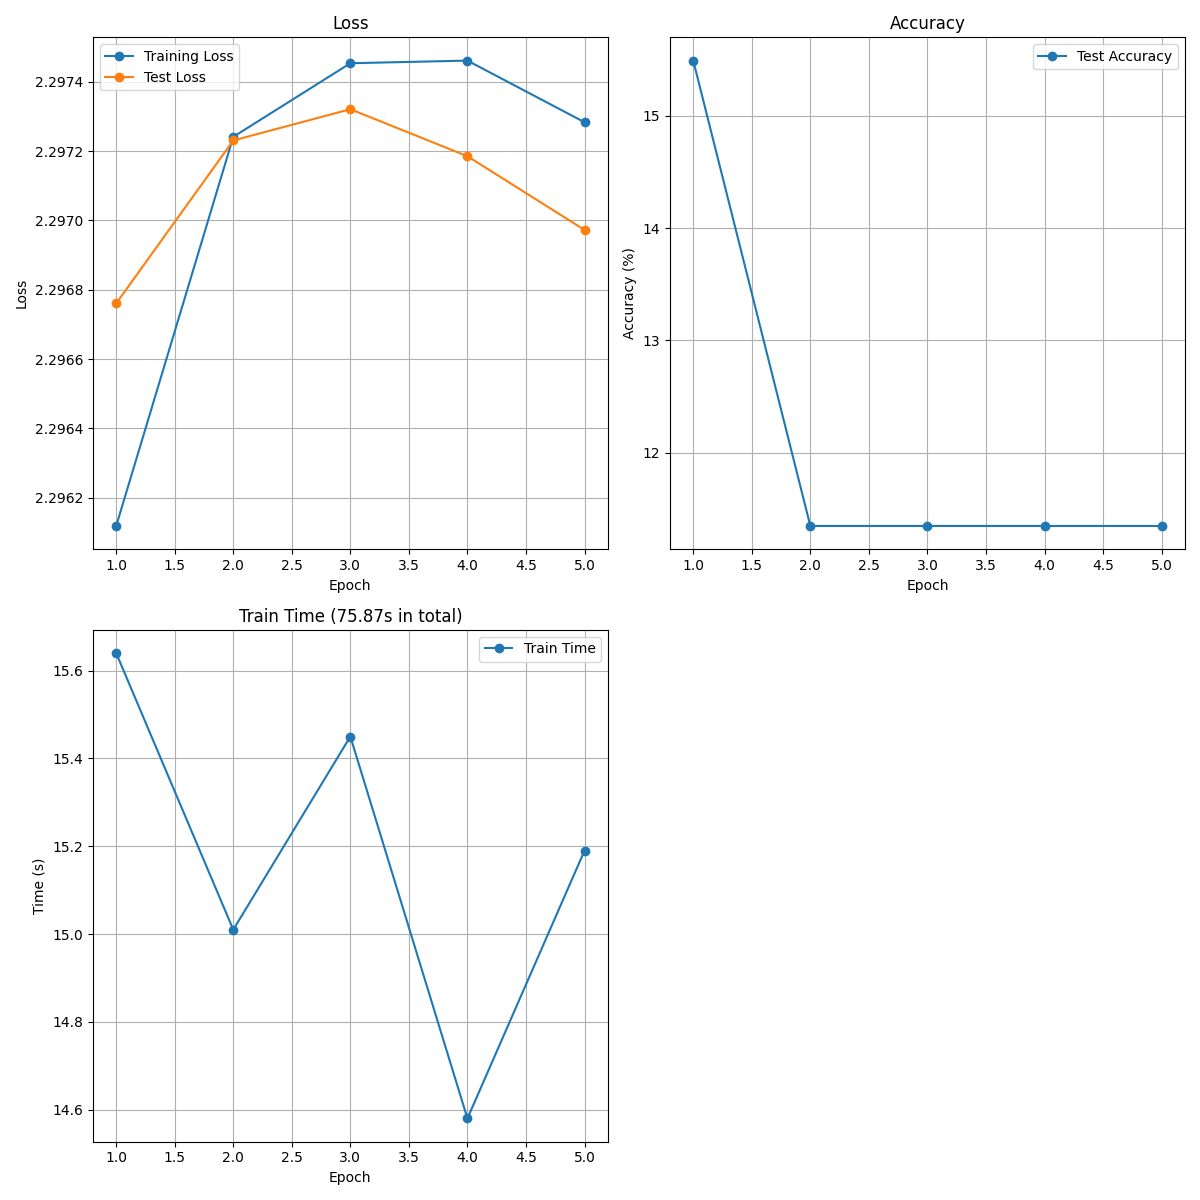 Loss
Training Loss
Test Loss
2.2974
2.2972
2.2970
2.2968
2.2966
2.2964
2.2962
Loss
1.0 1.5 2.0 2.5 3.0 3.5 4.0 4.5 5.0
Epoch
Accuracy
Test Accuracy
15
14
13
12
Accuracy (%)
1.0 1.5 2.0 2.5 3.0 3.5 4.0 4.5 5.0
Epoch
Train Time (75.87s in total)
Train Time
15.6
15.4
15.2
15.0
14.8
14.6
Time (s)
1.0 1.5 2.0 2.5 3.0 3.5 4.0 4.5 5.0
Epoch